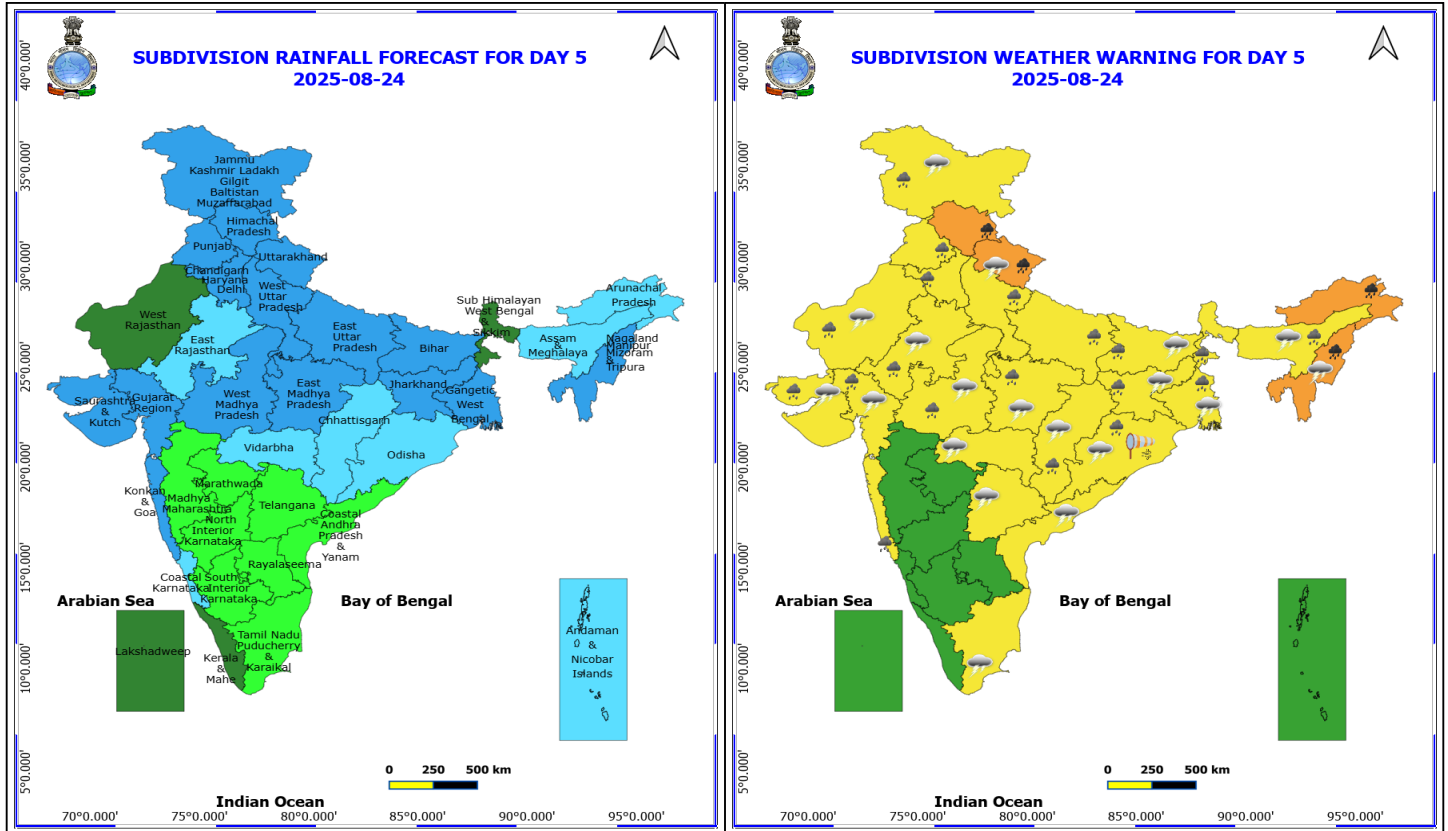 SUBDIVISION RAINFALL FORECAST FOR DAY 5
2025-08-24
40°0.000'
35°0.000'
30°0.000'
25°0.000'
20°0.000'
15°0.000'
10°0.000'
5°0.000'
Jammu
Kashmir Ladakh
Gilgit
Baltistan
Muzaffarabad
Himachal
Pradesh
Punjab
Uttarakhand
Chandigarh
Haryana
Delhi
West
Uttar
Pradesh
West
Rajasthan
East
Rajasthan
East
Uttar
Pradesh
Bihar
Sub Himalayan
West Bengal
&
Sikkim
Arunachal
Pradesh
Assam
&
Meghalaya
Nagaland
Manipur
Mizoram
&
Tripura
Saurashtra
&
Kutch
Gujarat
Region
West
Madhya
Pradesh
East
Madhya
Pradesh
Jharkhand
Gangetic
West
Bengal
Chhattisgarh
Vidarbha
Odisha
Konkan
&
Goa
Madhya
Maharashtra
Marathwada
Telangana
North
Interior
Karnataka
Coastal
Andhra
Pradesh
&
Yanam
Rayalaseema
Coastal
Karnataka
South
Interior
Karnataka
Arabian Sea
Bay of Bengal
Lakshadweep
Kerala
&
Mahe
Tamil Nadu
Puducherry
&
Karaikal
Andaman
&
Nicobar
Islands
0 250 500 km
Indian Ocean
70°0.000' 75°0.000' 80°0.000' 85°0.000' 90°0.000' 95°0.000'
SUBDIVISION WEATHER WARNING FOR DAY 5
2025-08-24
40°0.000'
35°0.000'
30°0.000'
25°0.000'
20°0.000'
15°0.000'
10°0.000'
5°0.000'
Arabian Sea
Bay of Bengal
0 250 500 km
Indian Ocean
70°0.000' 75°0.000' 80°0.000' 85°0.000' 90°0.000' 95°0.000'